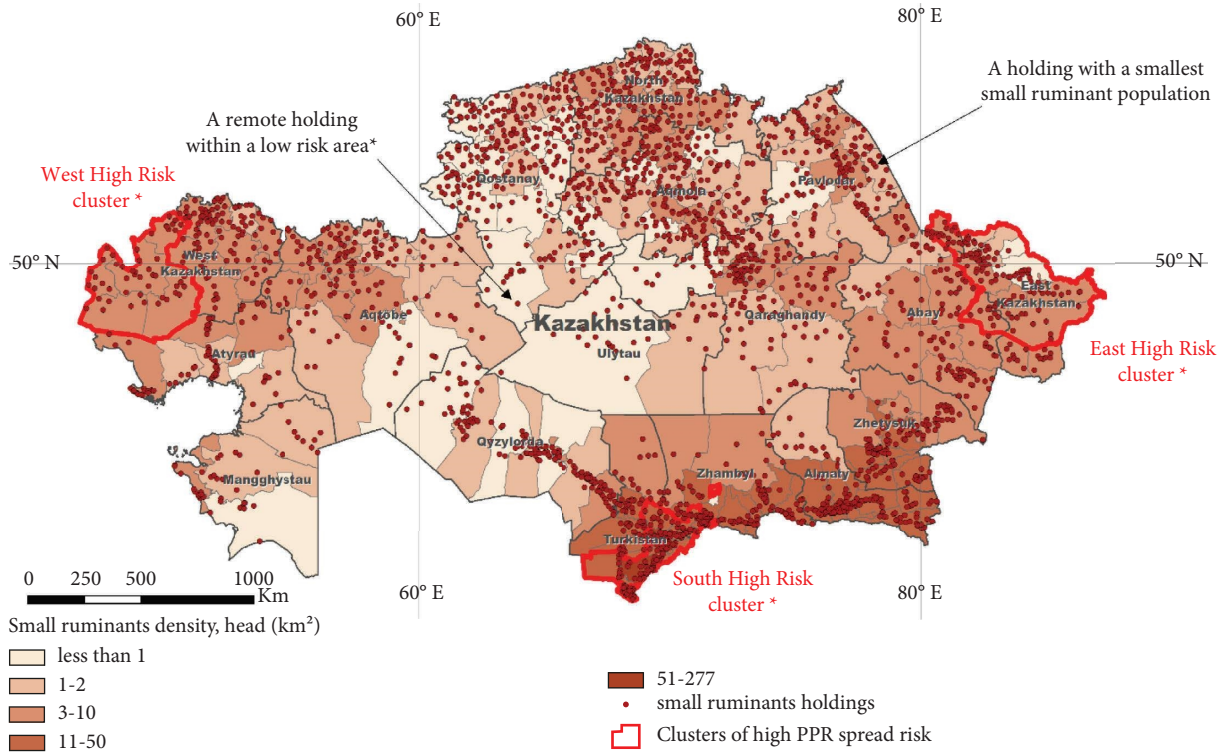 60° E
80° E
A remote holding
within a low risk area*
A holding with a smallest
small ruminant population
North
Kazakhstan
West High Risk
cluster *
Qostanay
Aqmola
Pavlodar
50° N
50° N
West
Kazakhstan
East
Kazakhstan
Aqtöbe
Kazakhstan
Qaraghandy
Abay
Ulytau
Atyrau
East High Risk
cluster *
Qyzylorda
Zhetysuk
Mangghystau
Zhambyl
Almaty
Turkistan
0 250 500 1000
Km
60° E
South High Risk
cluster *
80° E
Small ruminants density, head (km²)
less than 1
1-2
3-10
11-50
51-277
small ruminants holdings
Clusters of high PPR spread risk